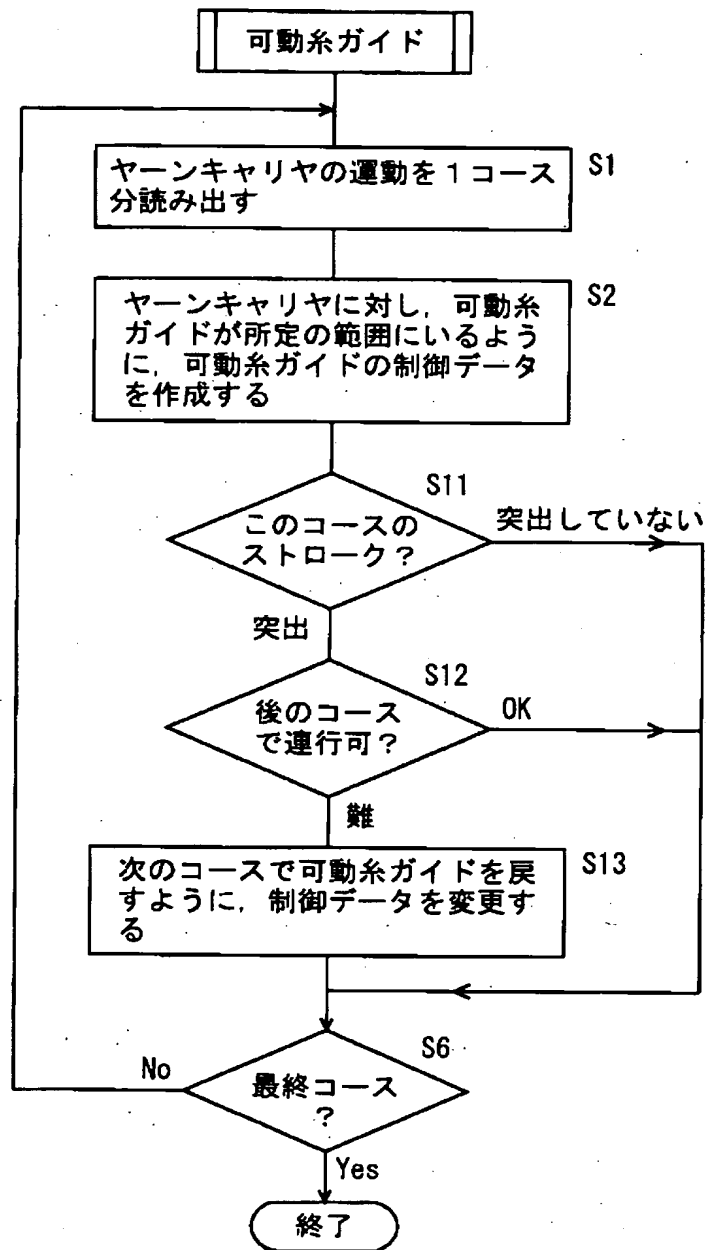 可動糸ガイド
ヤーンキャリヤの運動を１コース
分読み出す
S1
ヤーンキャリヤに対し，可動糸
ガイドが所定の範囲にいるよう
に，可動糸ガイドの制御データ
を作成する
S2
S11
このコースの
ストローク？
突出していない
突出
S12
後のコース
で連行可？
OK
難
次のコースで可動糸ガイドを戻
すように，制御データを変更す
る
S13
S6
No
最終コース
？
Yes
終了